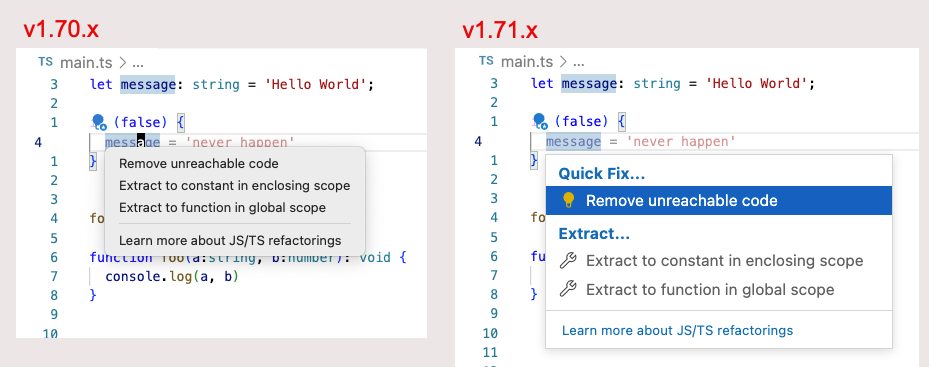 v1.70.x
TS main.ts > ...
3 let message: string = 'Hello World';
2
1 (false) {
4 message = 'never happen'
1 }
Remove unreachable code
2 Extract to constant in enclosing scope
3 Extract to function in global scope
4 fo
5 Learn more about JS/TS refactorings
6 function foo(a:string, b:number): void {
7 console.log(a, b)
8 }
9
10
v1.71.x
TS main.ts > ...
3 let message: string = 'Hello World';
2
1 (false) {
4 message = 'never happen'
1 }
Quick Fix...
2 Remove unreachable code
3
4 fo
Extract...
5
6 fu
Extract to constant in enclosing scope
7
8 }
Extract to function in global scope
9
10
Learn more about JS/TS refactorings
11